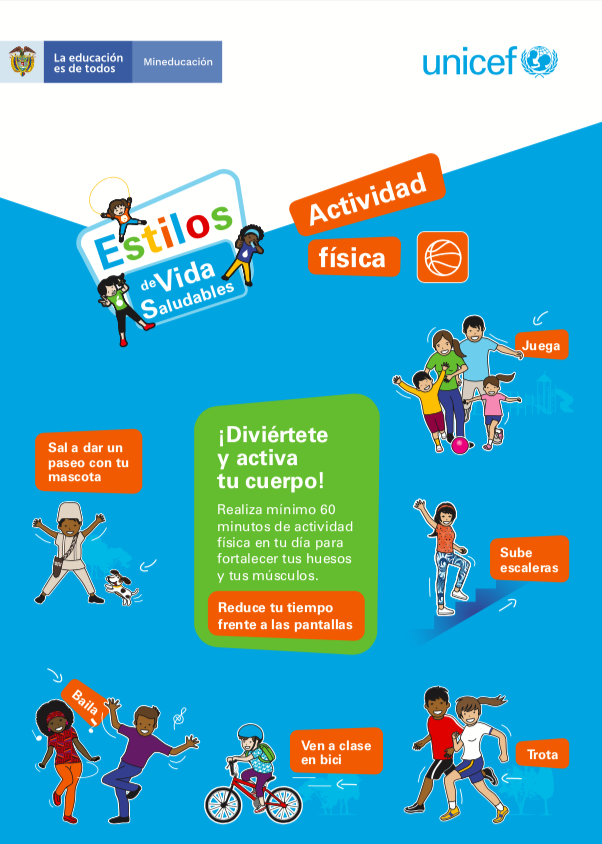 La educación
es de todos
Mineducación
unicef
Estilos
de Vida
Saludables
Actividad
física
Juega
¡Diviértete
y activa
tu cuerpo!
Realiza mínimo 60
minutos de actividad
física en tu día para
fortalecer tus huesos
y tus músculos.
Reduce tu tiempo
frente a las pantallas
Sal a dar un
paseo con tu
mascota
Sube
escaleras
Baila
Ven a clase
en bici
Trota